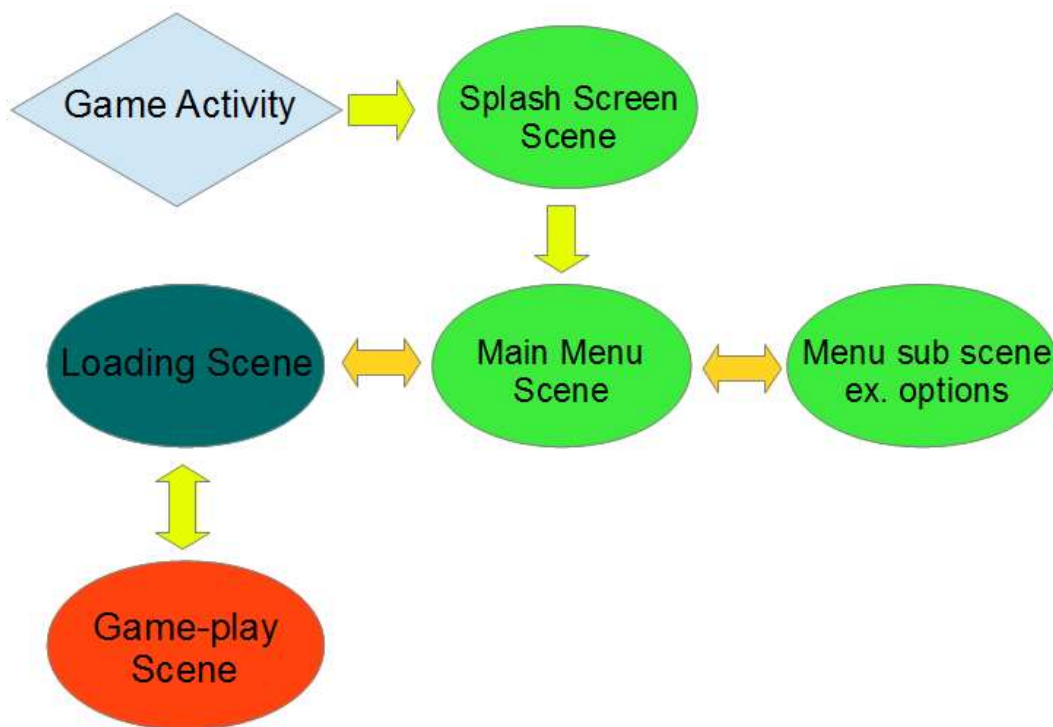 Game Activity
Splash Screen
Scene
Loading Scene
Main Menu
Scene
Menu sub scene
ex. options
Game-play
Scene